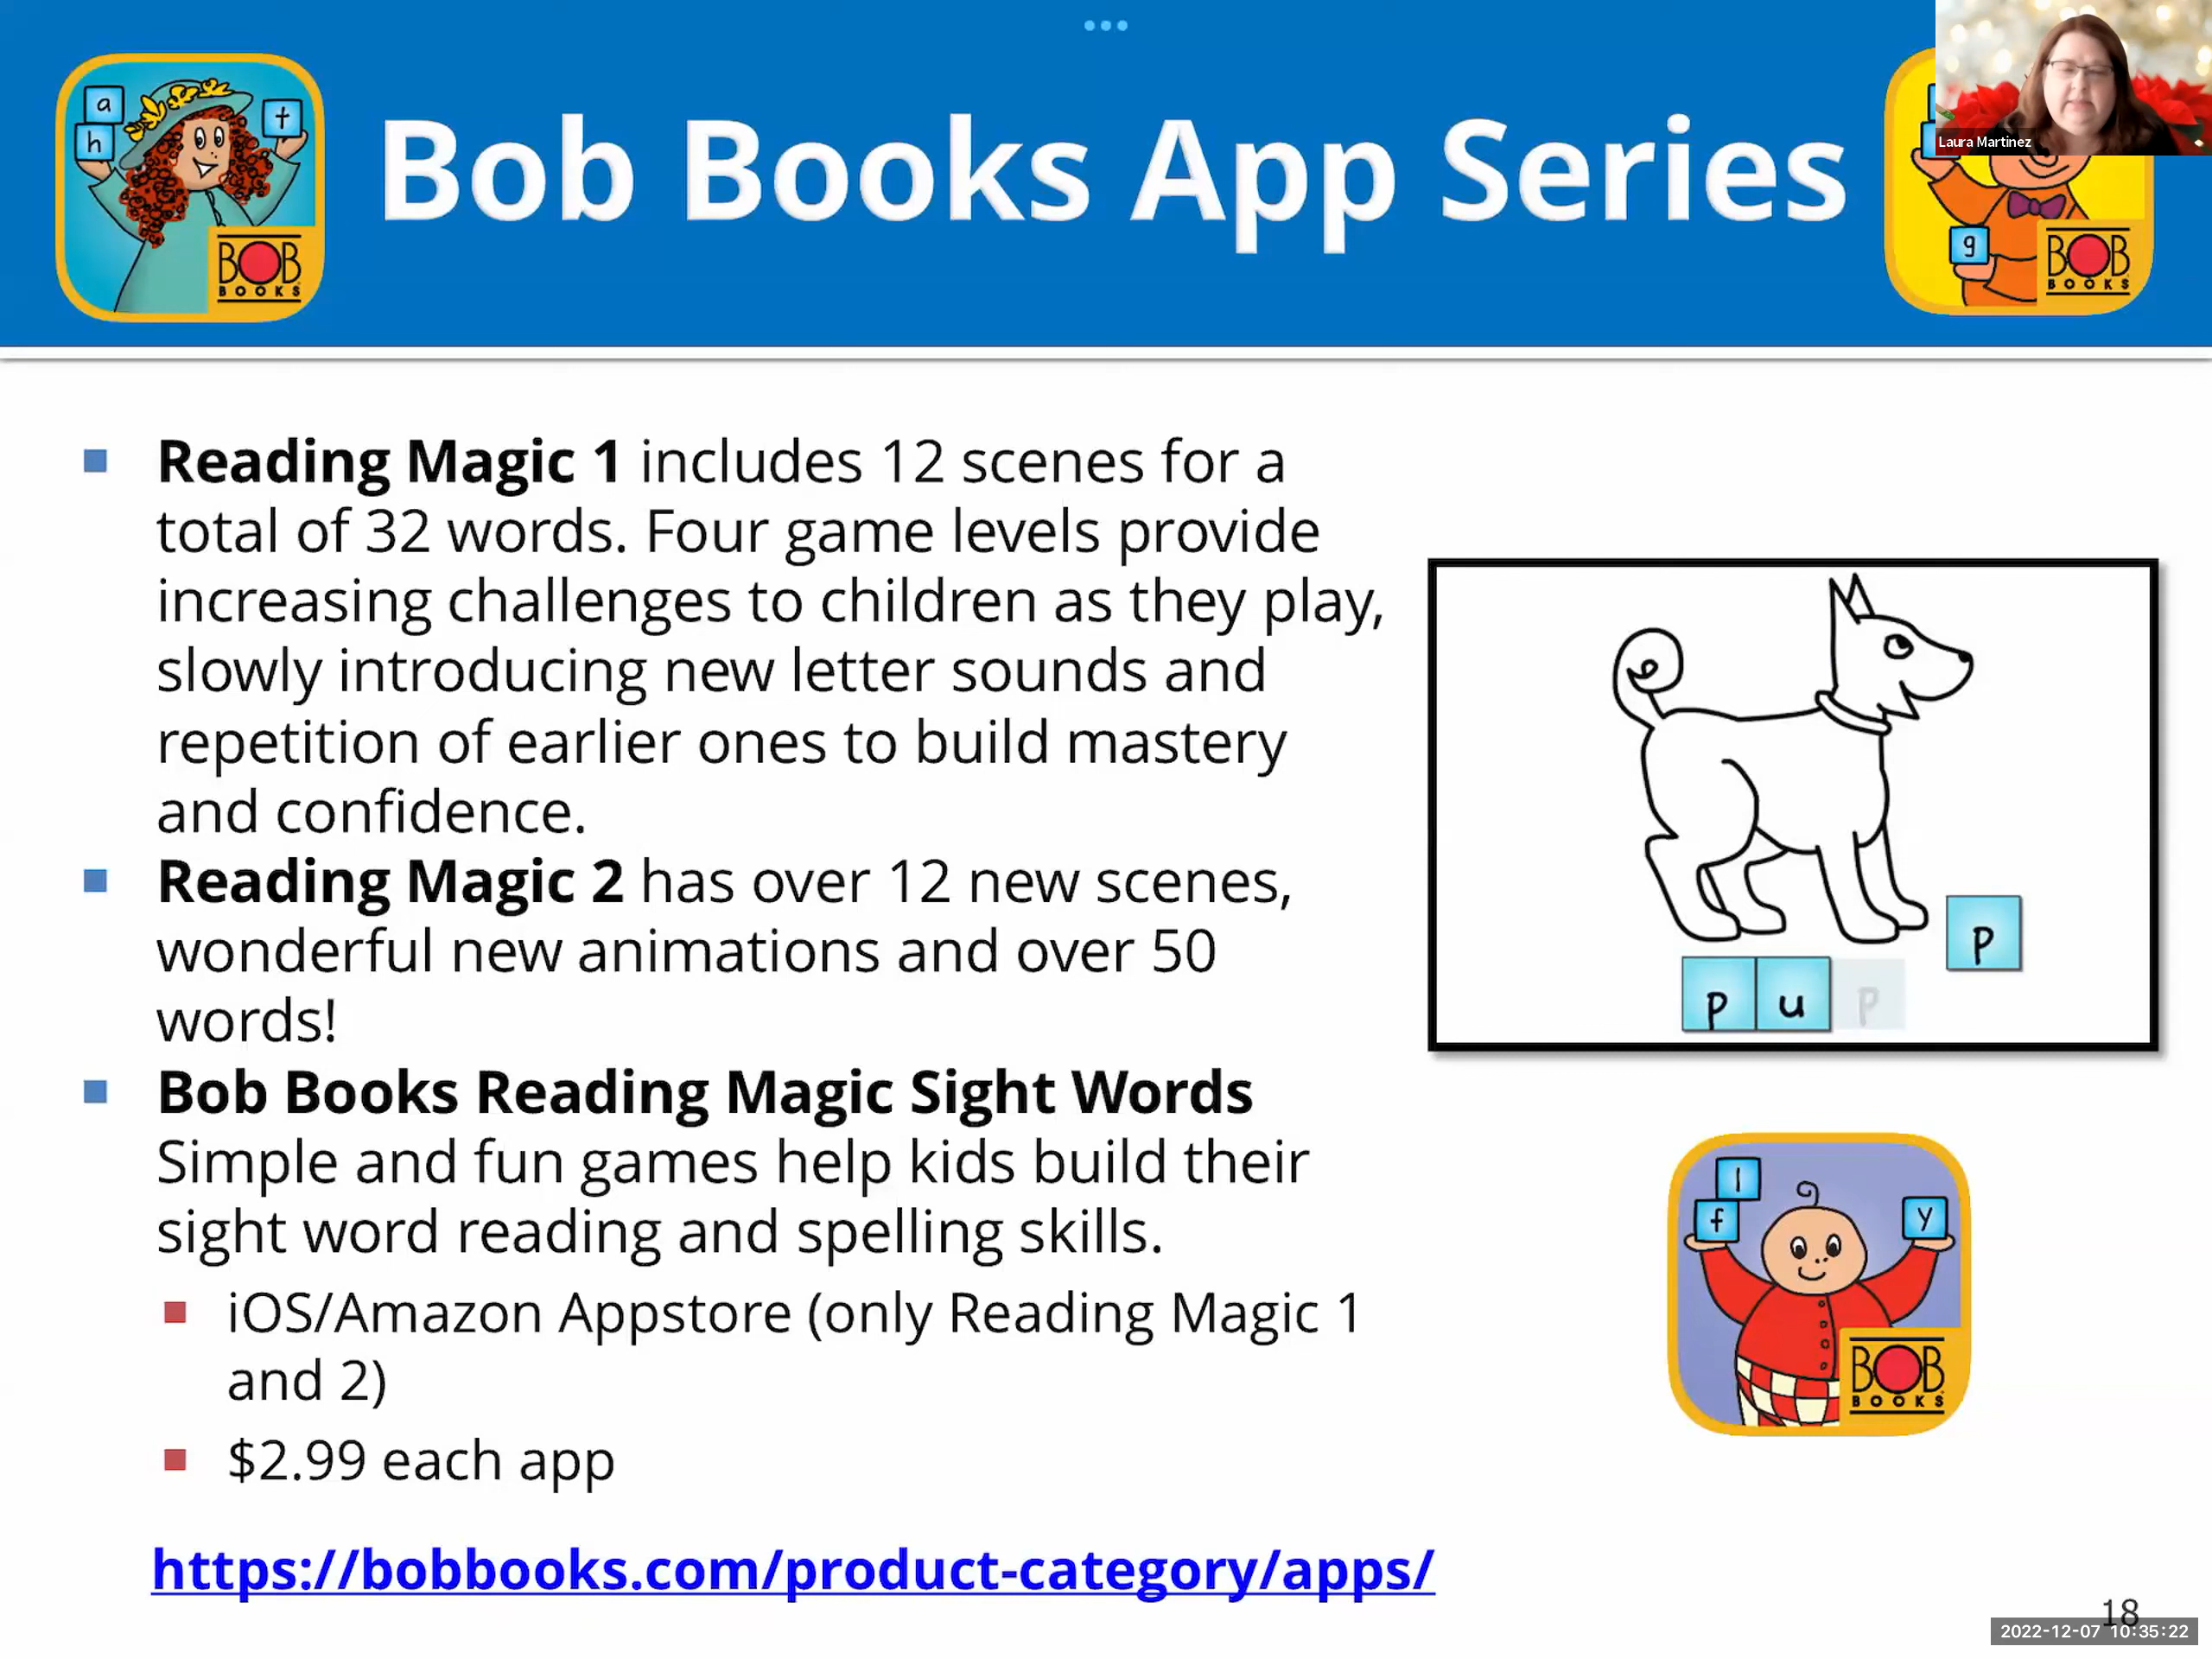 Bob Books App Series
a
h
t
BOB
BOOKS
Laura Martinez
g
BOB
BOOKS
Reading Magic 1 includes 12 scenes for a
total of 32 words. Four game levels provide
increasing challenges to children as they play,
slowly introducing new letter sounds and
repetition of earlier ones to build mastery
and confidence.
Reading Magic 2 has over 12 new scenes,
wonderful new animations and over 50
words!
Bob Books Reading Magic Sight Words
Simple and fun games help kids build their
sight word reading and spelling skills.
iOS/Amazon Appstore (only Reading Magic 1
and 2)
$2.99 each app
https://bobbooks.com/product-category/apps/
p
p u p
l
f
y
BOB
BOOKS
18
2022-12-07 10:35:22